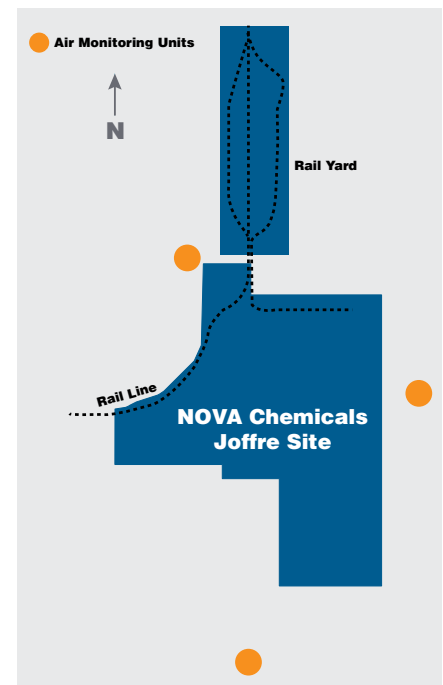 Air Monitoring Units
N
Rail Yard
Rail Line
NOVA Chemicals
Joffre Site